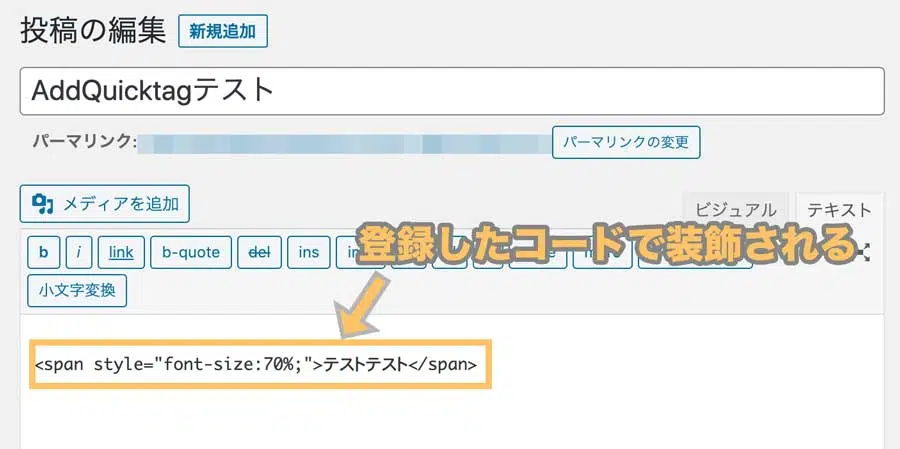 投稿の編集 新規追加
AddQuicktagテスト
パーマリンク: パーマリンクの変更
メディアを追加
ビジュアル テキスト
b i link b-quote del ins
登録したコードで装飾される
小文字変換
<span style="font-size:70%;">テストテスト</span>